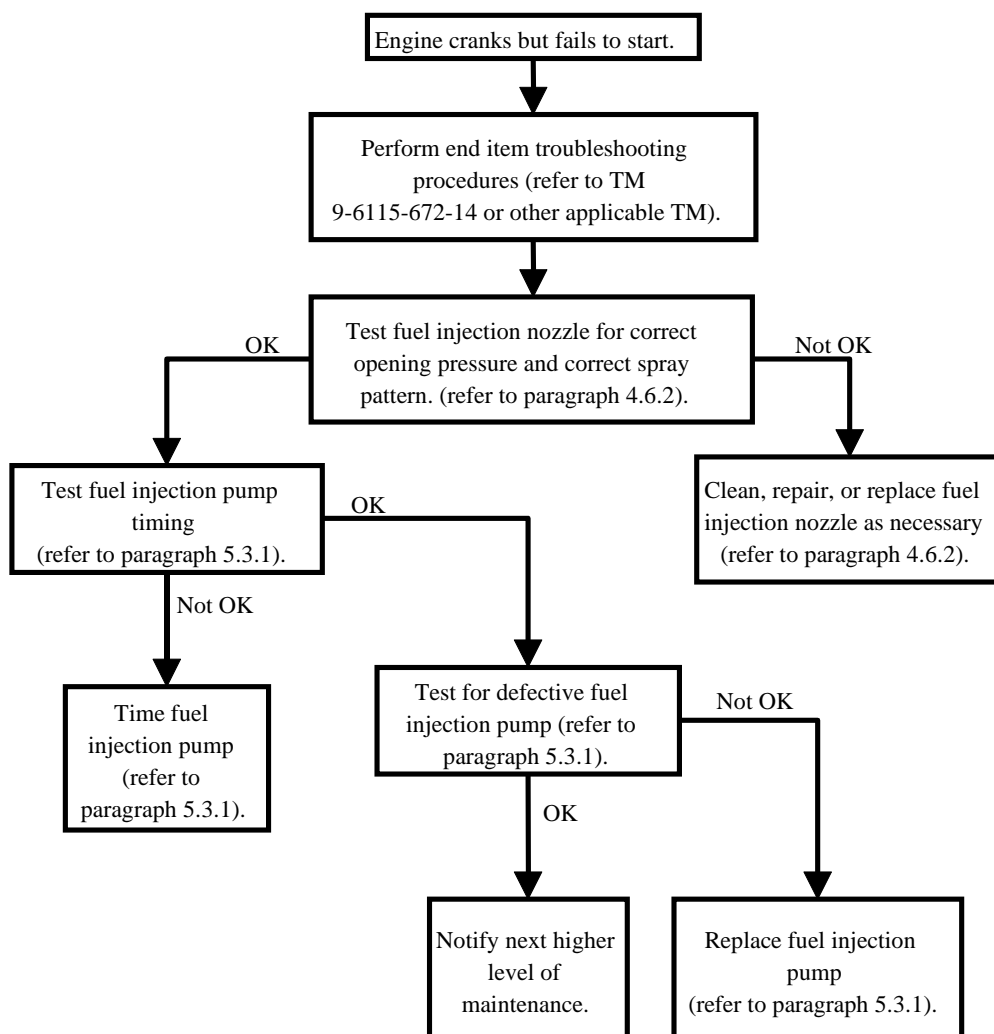 Engine cranks but fails to start.
Perform end item troubleshooting
procedures (refer to TM
9-6115-672-14 or other applicable TM).
Test fuel injection nozzle for correct
opening pressure and correct spray
pattern. (refer to paragraph 4.6.2).
OK
Not OK
Test fuel injection pump
timing
(refer to paragraph 5.3.1).
OK
Clean, repair, or replace fuel
injection nozzle as necessary
(refer to paragraph 4.6.2).
Not OK
Time fuel
injection pump
(refer to
paragraph 5.3.1).
Test for defective fuel
injection pump (refer to
paragraph 5.3.1).
Not OK
OK
Notify next higher
level of
maintenance.
Replace fuel injection
pump
(refer to paragraph 5.3.1).